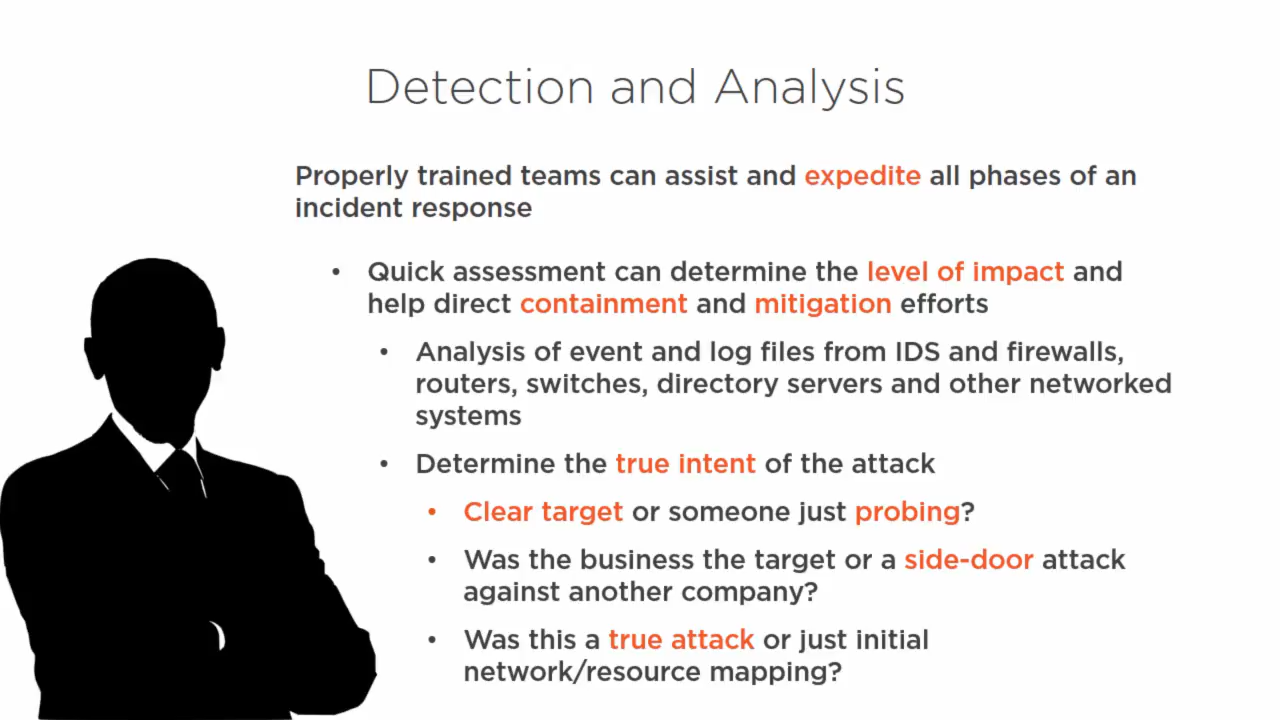 Detection and Analysis
Properly trained teams can assist and expedite all phases of an
incident response
• Quick assessment can determine the level of impact and
help direct containment and mitigation efforts
• Analysis of event and log files from IDS and firewalls,
routers, switches, directory servers and other networked
systems
• Determine the true intent of the attack
• Clear target or someone just probing?
• Was the business the target or a side-door attack
against another company?
• Was this a true attack or just initial
network/resource mapping?